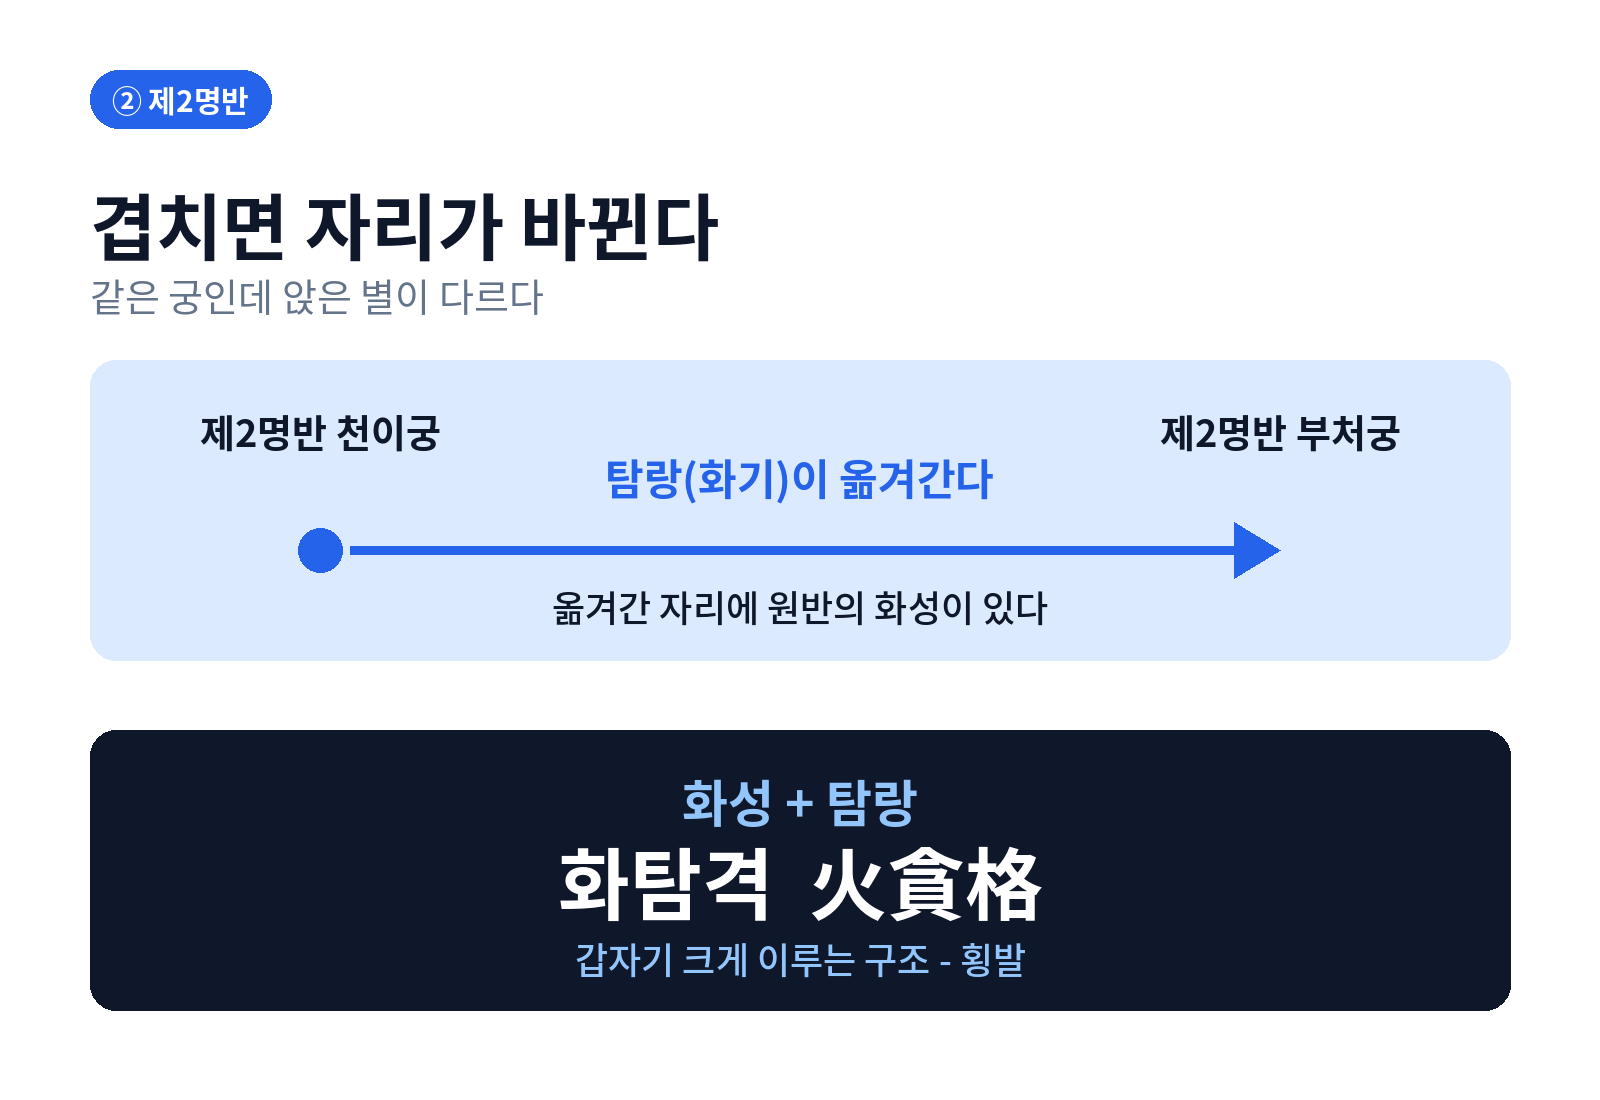 ② 제2명반
겹치면 자리가 바뀐다
같은 궁인데 앉은 별이 다르다
제2명반 천이궁
제2명반 부처궁
탐랑(화기)이 옮겨간다
옮겨간 자리에 원반의 화성이 있다
화성 + 탐랑
화탐격 火貪格
갑자기 크게 이루는 구조 - 횡발